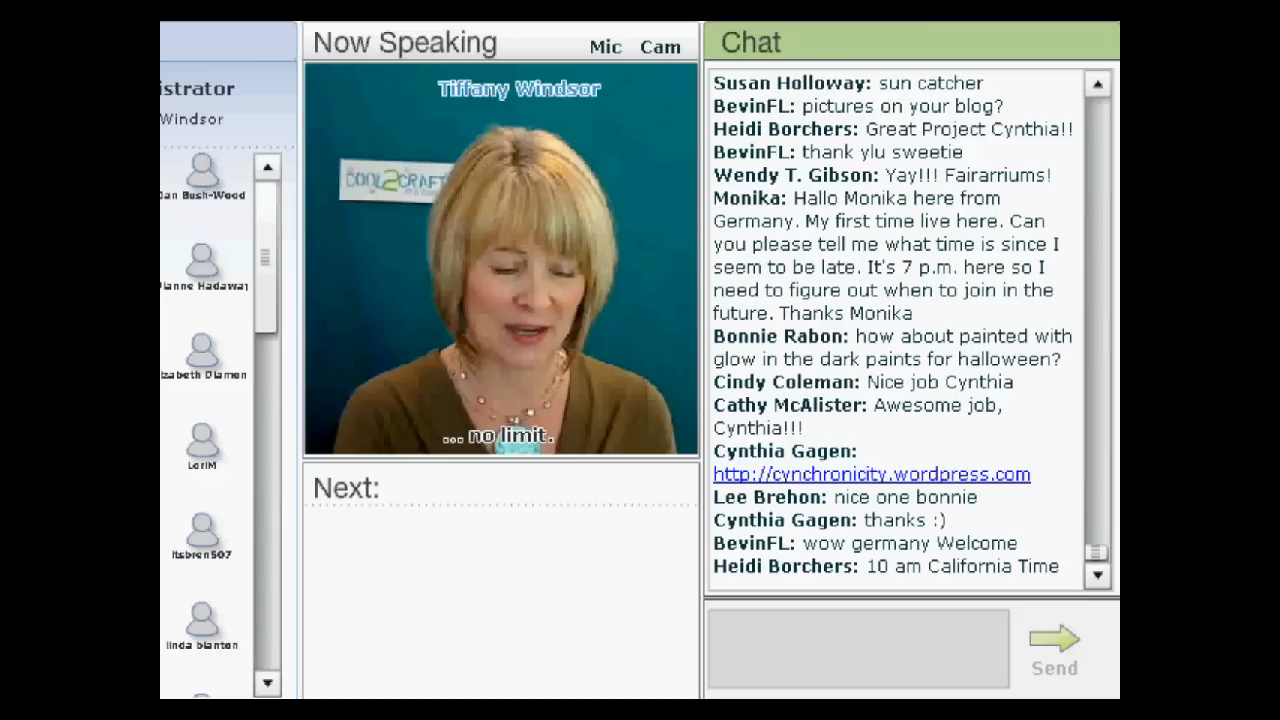 istrator
Windsor
Dan Bush-Wood
Dianne Hadaway
Elizabeth Diamon
LoriM
itsbren507
linda blanton
Now Speaking
Mic Cam
Tiffany Windsor
COOL2CRAFT
... no limit.
Next:
Chat
Susan Holloway: sun catcher
BevinFL: pictures on your blog?
Heidi Borchers: Great Project Cynthia!!
BevinFL: thank ylu sweetie
Wendy T. Gibson: Yay!!! Fairarriums!
Monika: Hallo Monika here from
Germany. My first time live here. Can
you please tell me what time is since I
seem to be late. It's 7 p.m. here so I
need to figure out when to join in the
future. Thanks Monika
Bonnie Rabon: how about painted with
glow in the dark paints for halloween?
Cindy Coleman: Nice job Cynthia
Cathy McAlister: Awesome job,
Cynthia!!!
Cynthia Gagen:
http://cynchronicity.wordpress.com
Lee Brehon: nice one bonnie
Cynthia Gagen: thanks :)
BevinFL: wow germany Welcome
Heidi Borchers: 10 am California Time
Send